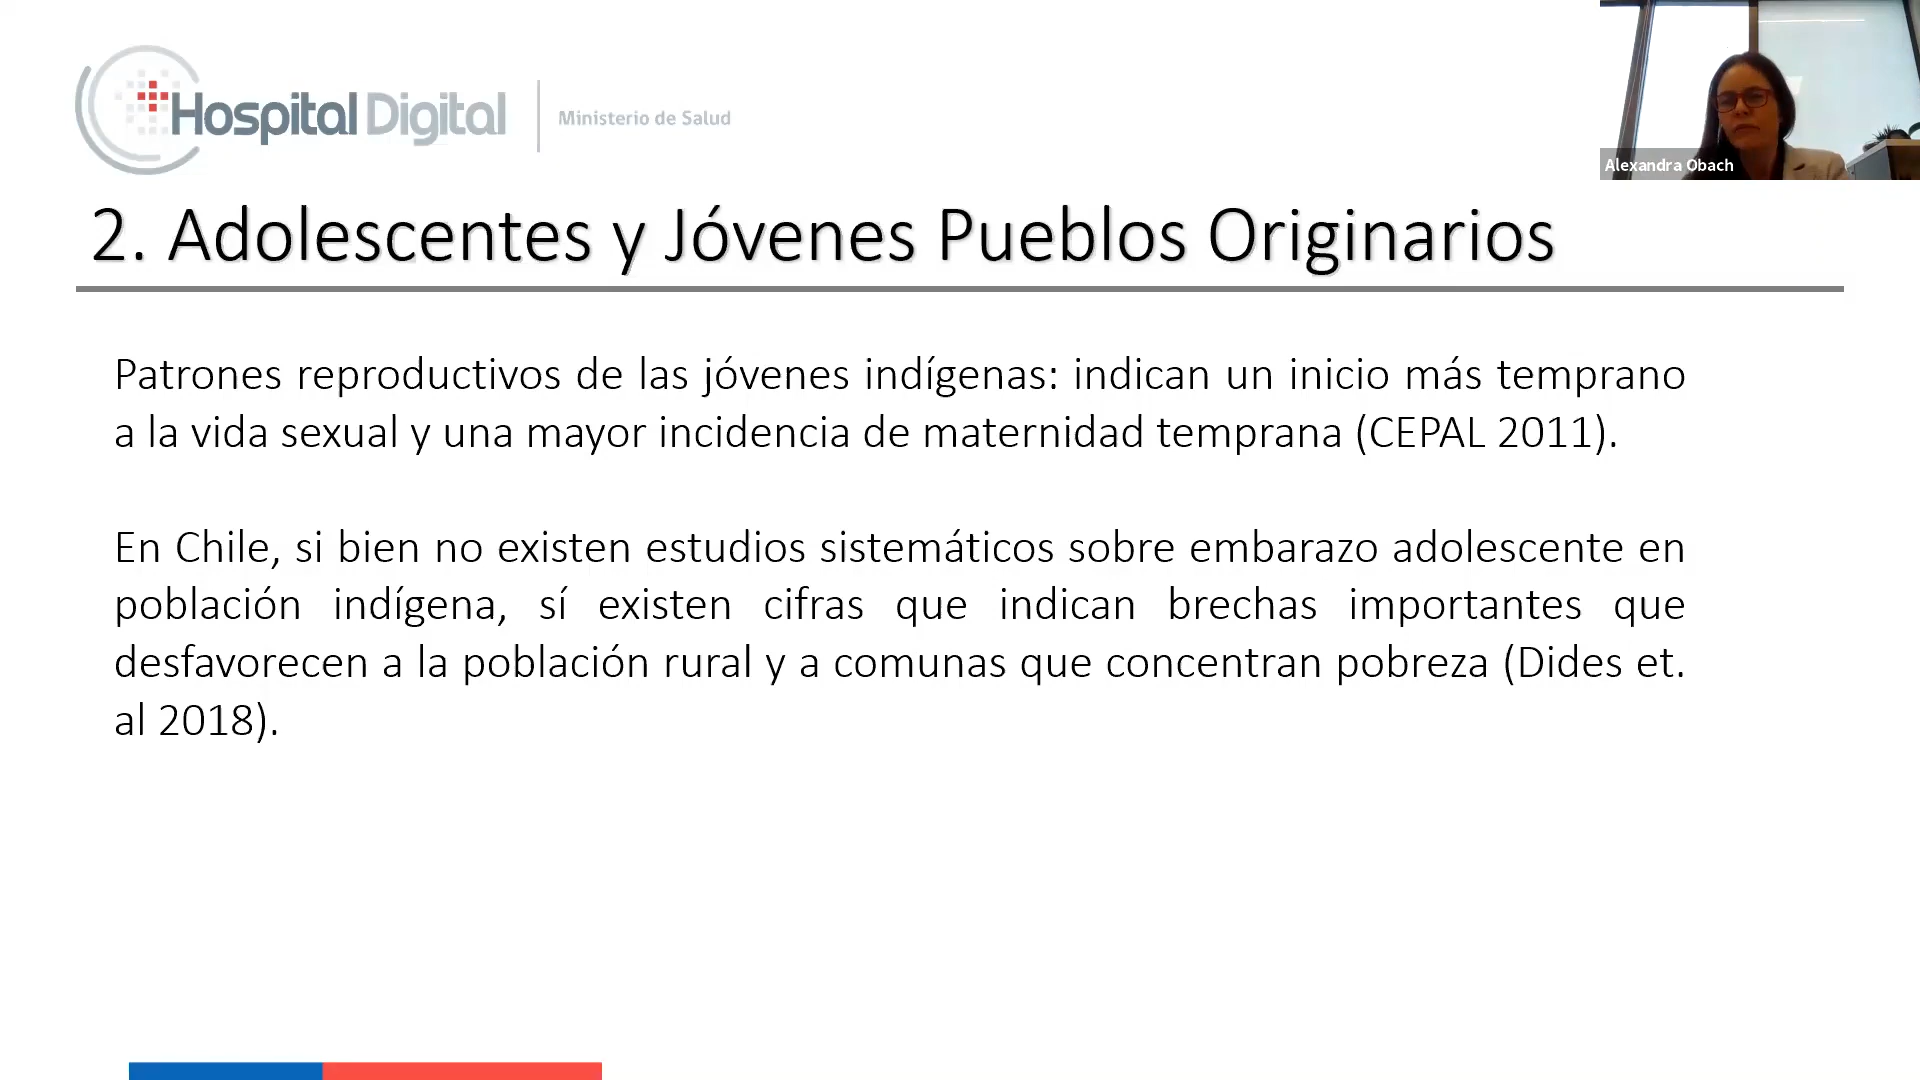 Hospital Digital
Ministerio de Salud
Alexandra Obach
2. Adolescentes y Jóvenes Pueblos Originarios
Patrones reproductivos de las jóvenes indígenas: indican un inicio más temprano
a la vida sexual y una mayor incidencia de maternidad temprana (CEPAL 2011).
En Chile, si bien no existen estudios sistemáticos sobre embarazo adolescente en
población indígena, sí existen cifras que indican brechas importantes que
desfavorecen a la población rural y a comunas que concentran pobreza (Dides et.
al 2018).